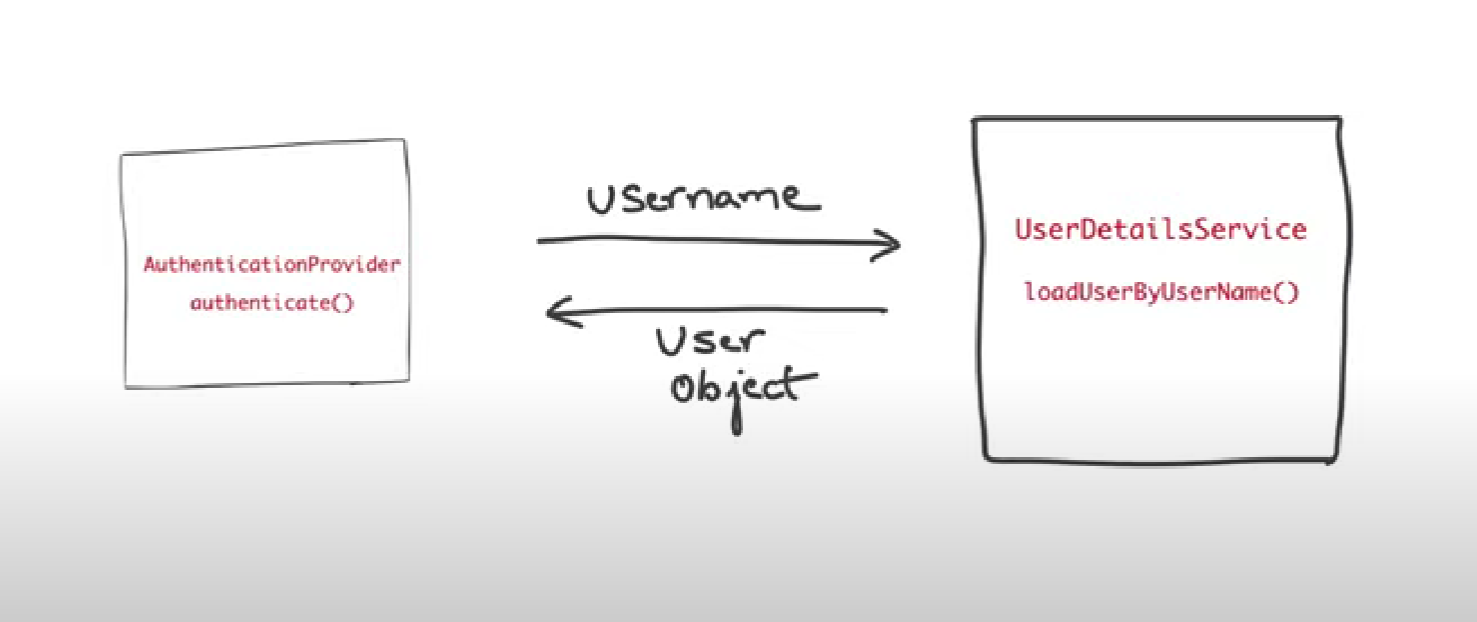 AuthenticationProvider
authenticate()
Username
User
Object
UserDetailsService
loadUserByUserName()